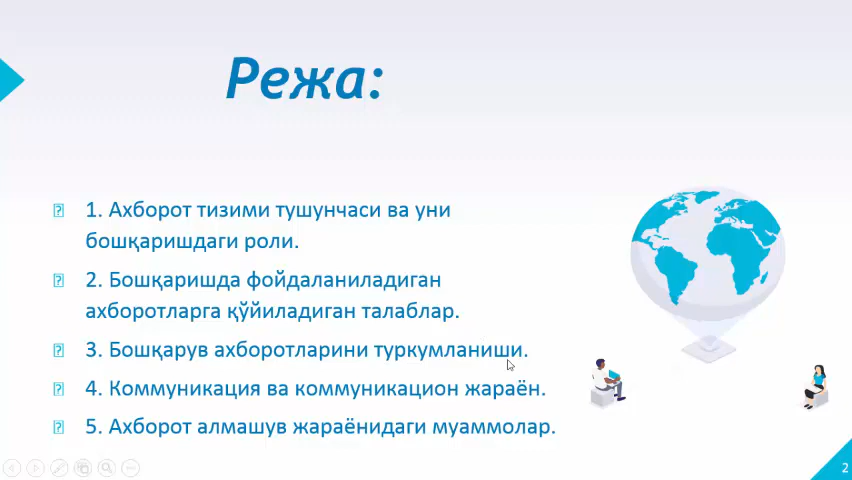 Режа:
1. Ахборот тизими тушунчаси ва уни
бошқаришдаги роли.
2. Бошқаришда фойдаланиладиган
ахборотларга қўйиладиган талаблар.
3. Бошқарув ахборотларини туркумланиши.
4. Коммуникация ва коммуникацион жараён.
5. Ахборот алмашув жараёнидаги муаммолар.
2